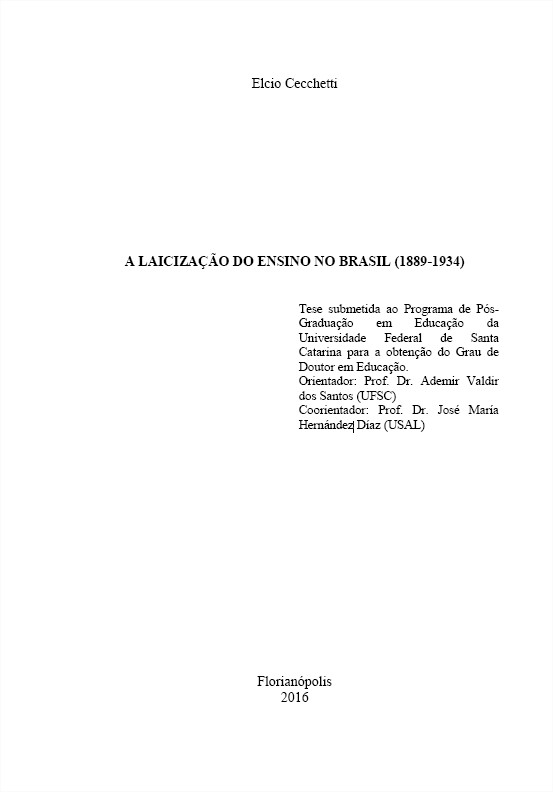 Elcio Cecchetti
A LAICIZAÇÃO DO ENSINO NO BRASIL (1889-1934)
Tese submetida ao Programa de Pós-
Graduação em Educação da
Universidade Federal de Santa
Catarina para a obtenção do Grau de
Doutor em Educação.
Orientador: Prof. Dr. Ademir Valdir
dos Santos (UFSC)
Coorientador: Prof. Dr. José María
Hernández Díaz (USAL)
Florianópolis
2016